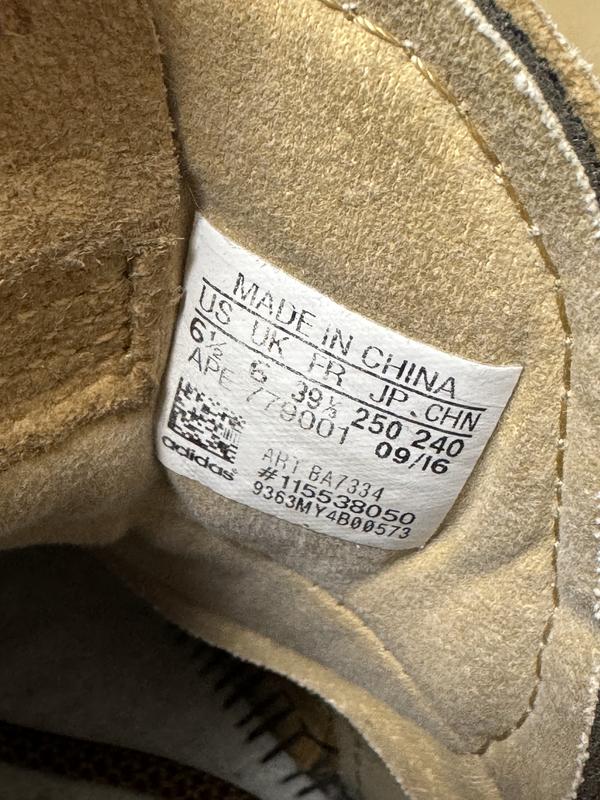 MADE IN CHINA
US UK FR JP CHN
6½ 6 39⅓ 250 240
APE 779001 09/16
ART BA7334
adidas #115538050
9363MY4B00573